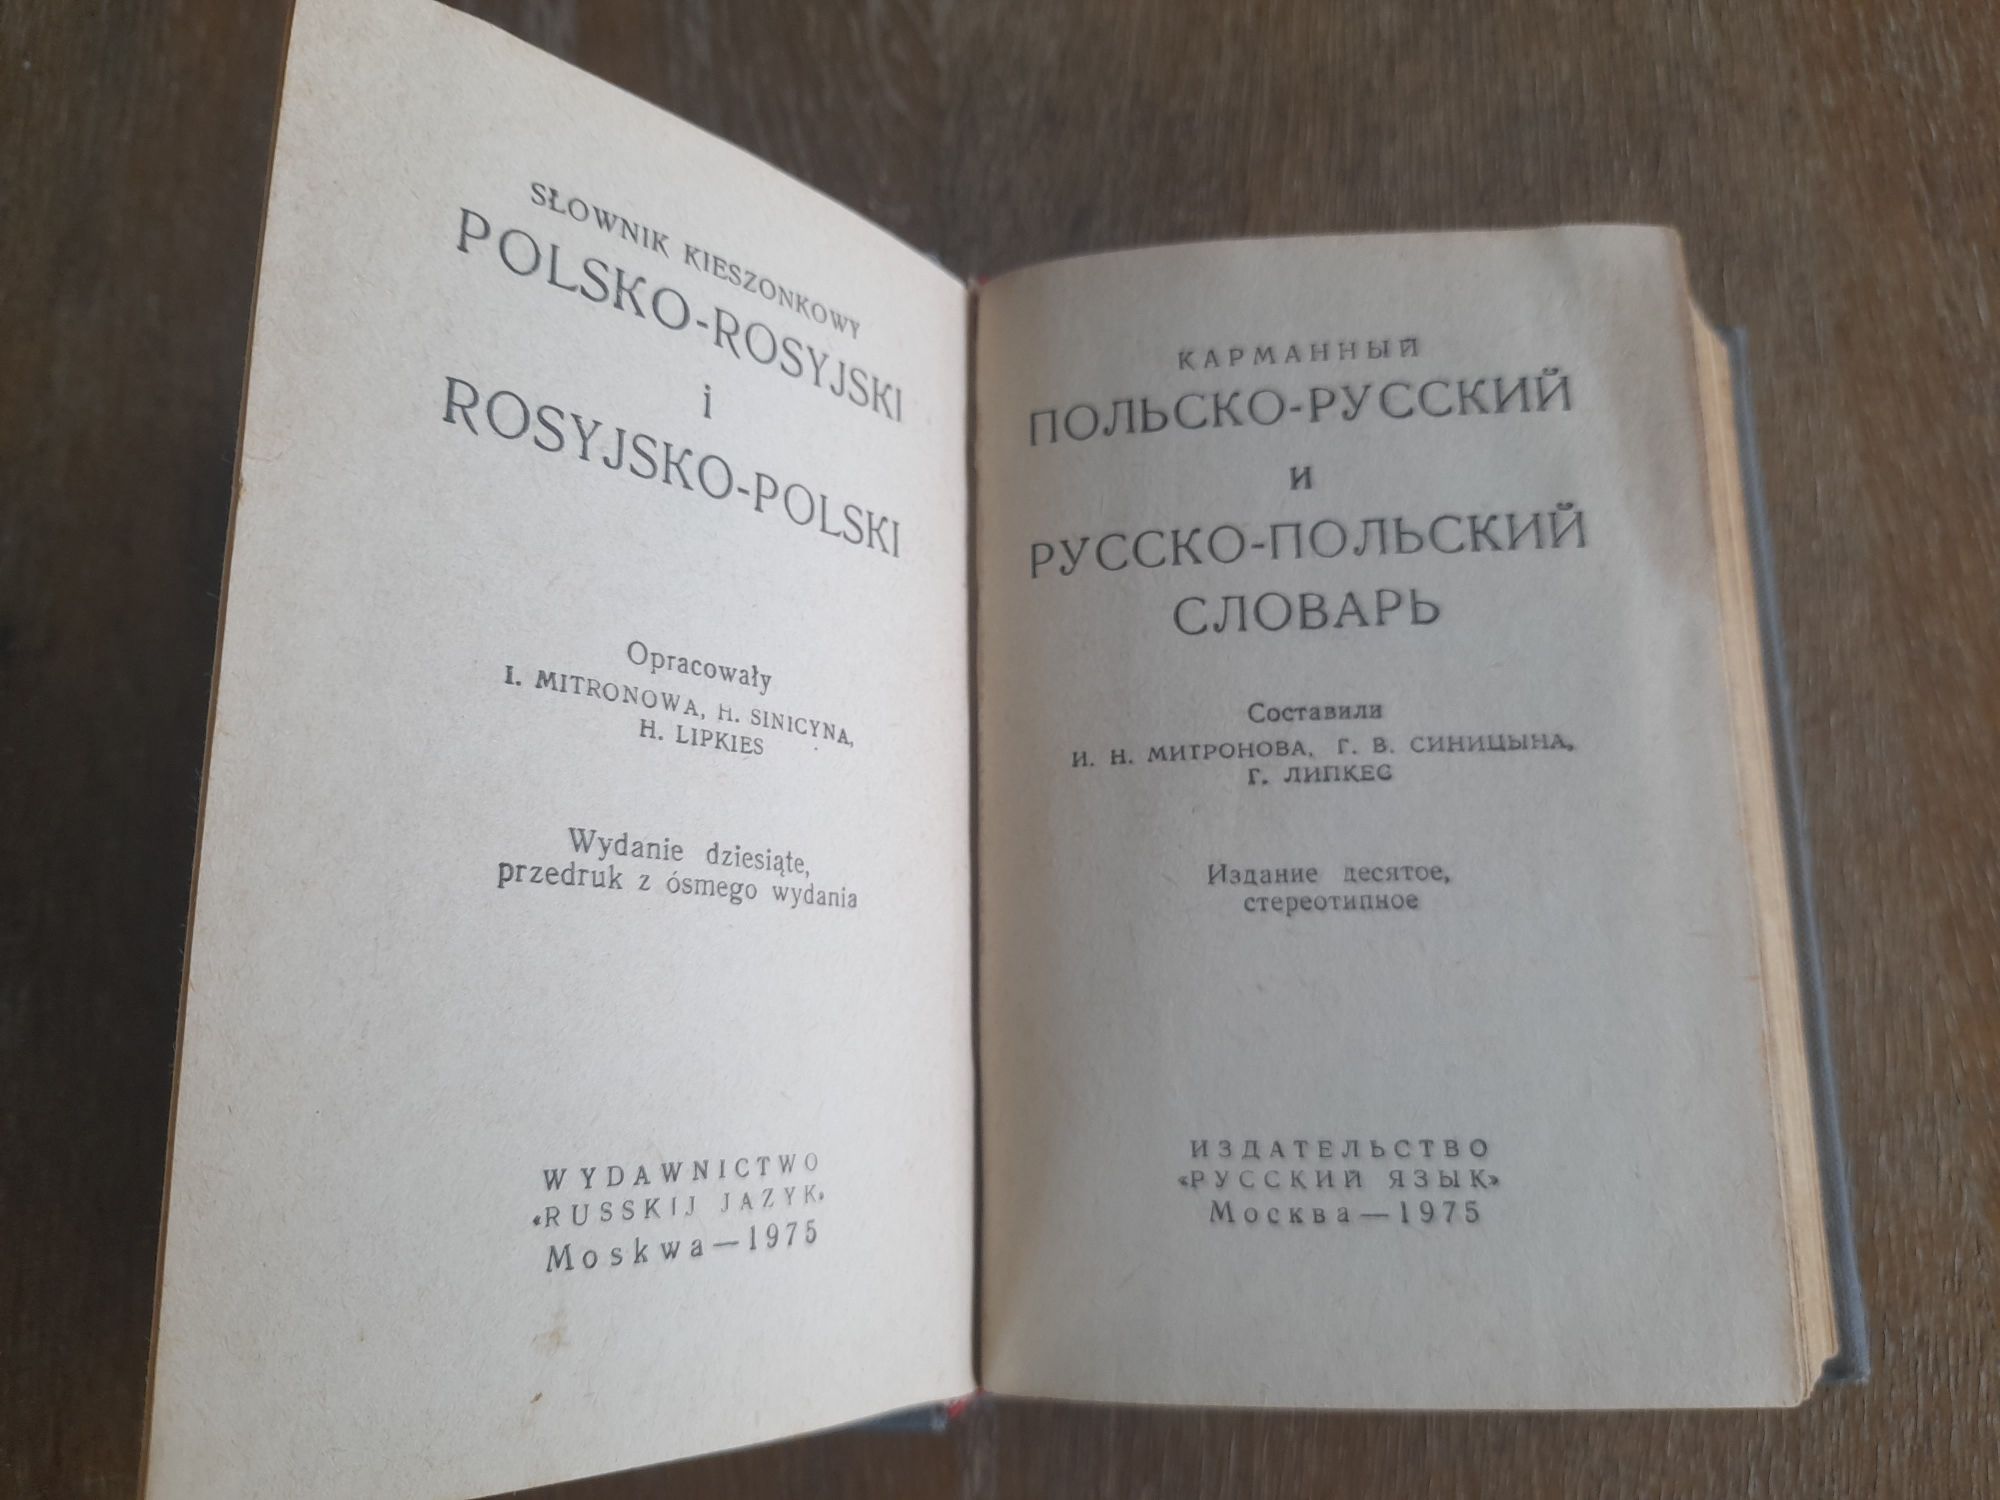 SŁOWNIK KIESZONKOWY
POLSKO-ROSYJSKI
i
ROSYJSKO-POLSKI
Opracowały
I. MITRONOWA, H. SINICYNA,
H. LIPKIES
Wydanie dziesiąte,
przedruk z ósmego wydania
WYDAWNICTWO
«RUSSKIJ JAZYK»
Moskwa—1975
КАРМАННЫЙ
ПОЛЬСКО-РУССКИЙ
И
РУССКО-ПОЛЬСКИЙ
СЛОВАРЬ
Составили
И. Н. МИТРОНОВА, Г. В. СИНИЦЫНА,
Г. ЛИПКЕС
Издание десятое,
стереотипное
ИЗДАТЕЛЬСТВО
«РУССКИЙ ЯЗЫК»
Москва—1975